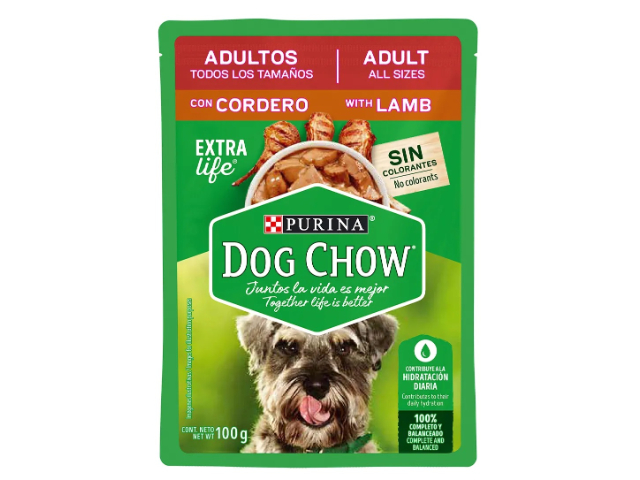 ADULTOS
TODOS LOS TAMAÑOS
ADULT
ALL SIZES
CON CORDERO
WITH LAMB
EXTRA
life®
SIN
COLORANTES
No colorants
PURINA®
DOG CHOW®
Juntos la vida es mejor
Together life is better
CONTRIBUYE A LA
HIDRATACIÓN
DIARIA
Contributes to their
daily hydration
100%
COMPLETO Y
BALANCEADO
COMPLETE AND
BALANCED
CONT. NETO
NET WT 100g